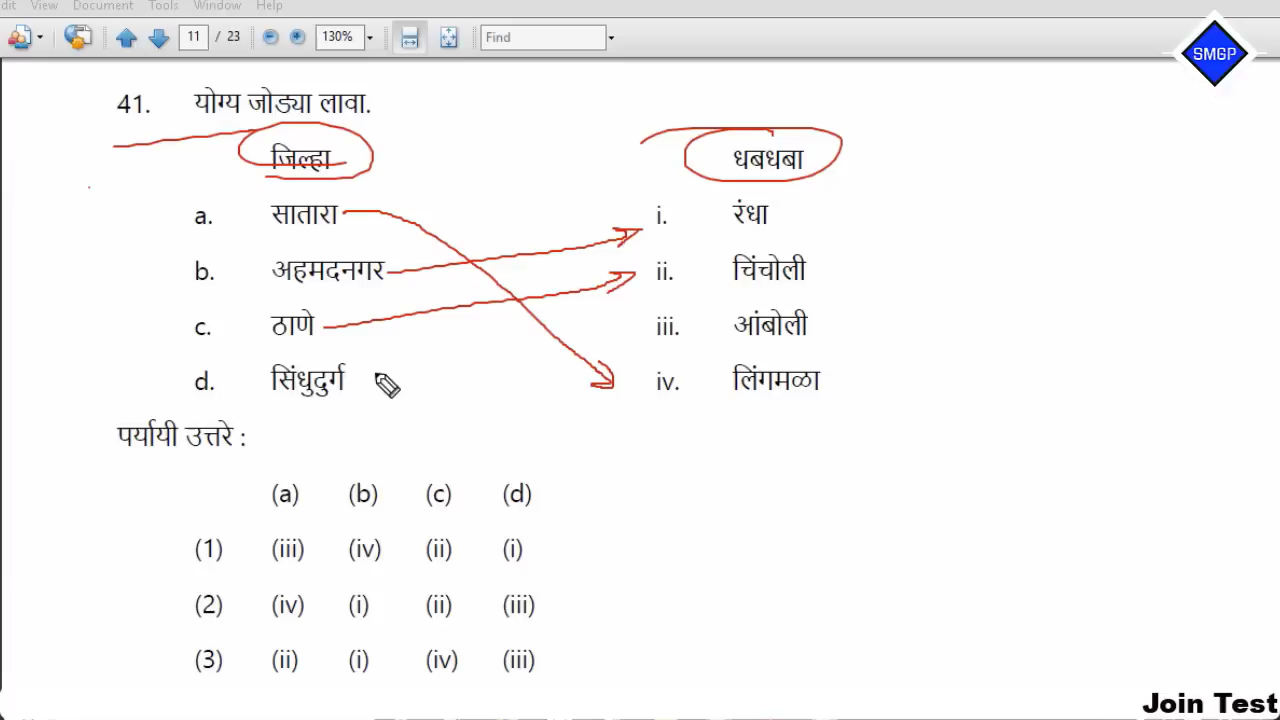 dit View Document Tools Window Help
11 / 23 130% Find
SMGP
41. योग्य जोड्या लावा.
जिल्हा धबधबा
a. सातारा i. रंधा
b. अहमदनगर ii. चिंचोली
c. ठाणे iii. आंबोली
d. सिंधुदुर्ग iv. लिंगमळा
पर्यायी उत्तरे :
(a) (b) (c) (d)
(1) (iii) (iv) (ii) (i)
(2) (iv) (i) (ii) (iii)
(3) (ii) (i) (iv) (iii)
Join Test